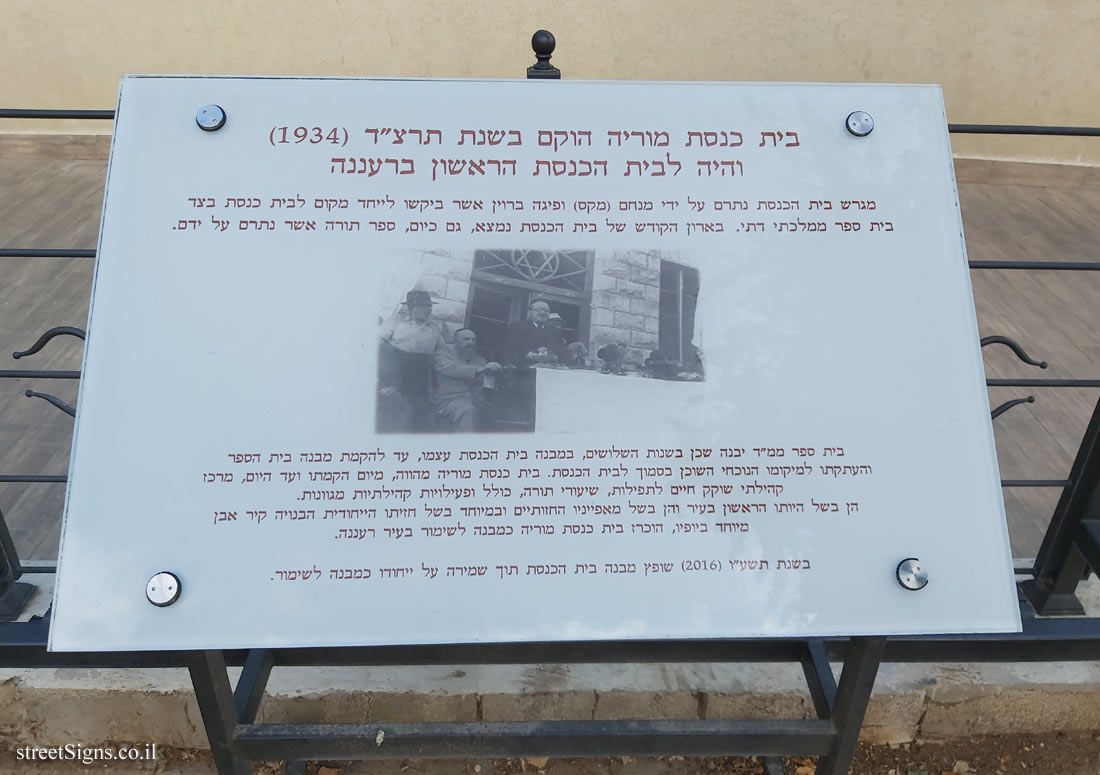 בית כנסת מוריה הוקם בשנת תרצ"ד (1934)
והיה לבית הכנסת הראשון ברעננה
מגרש בית הכנסת נתרם על ידי מנחם (מקס) ופיגה ברוין אשר ביקשו לייחד מקום לבית כנסת בצד
בית ספר ממלכתי דתי. בארון הקודש של בית הכנסת נמצא, גם כיום, ספר תורה אשר נתרם על ידם.
בית ספר ממ"ד יבנה שכן בשנות השלושים, במבנה בית הכנסת עצמו, עד להקמת מבנה בית הספר
והעתקתו למיקומו הנוכחי השוכן בסמוך לבית הכנסת. בית כנסת מוריה מהווה, מיום הקמתו ועד היום, מרכז
קהילתי שוקק חיים לתפילות, שיעורי תורה, כולל ופעילויות קהילתיות מגוונות.
הן בשל היותו הראשון בעיר והן בשל מאפייניו החזותיים ובמיוחד בשל חזיתו הייחודית הבנויה קיר אבן
מיוחד ביופיו, הוכרז בית כנסת מוריה כמבנה לשימור בעיר רעננה.
בשנת תשע"ו (2016) שופץ מבנה בית הכנסת תוך שמירה על ייחודו כמבנה לשימור.
streetSigns.co.il